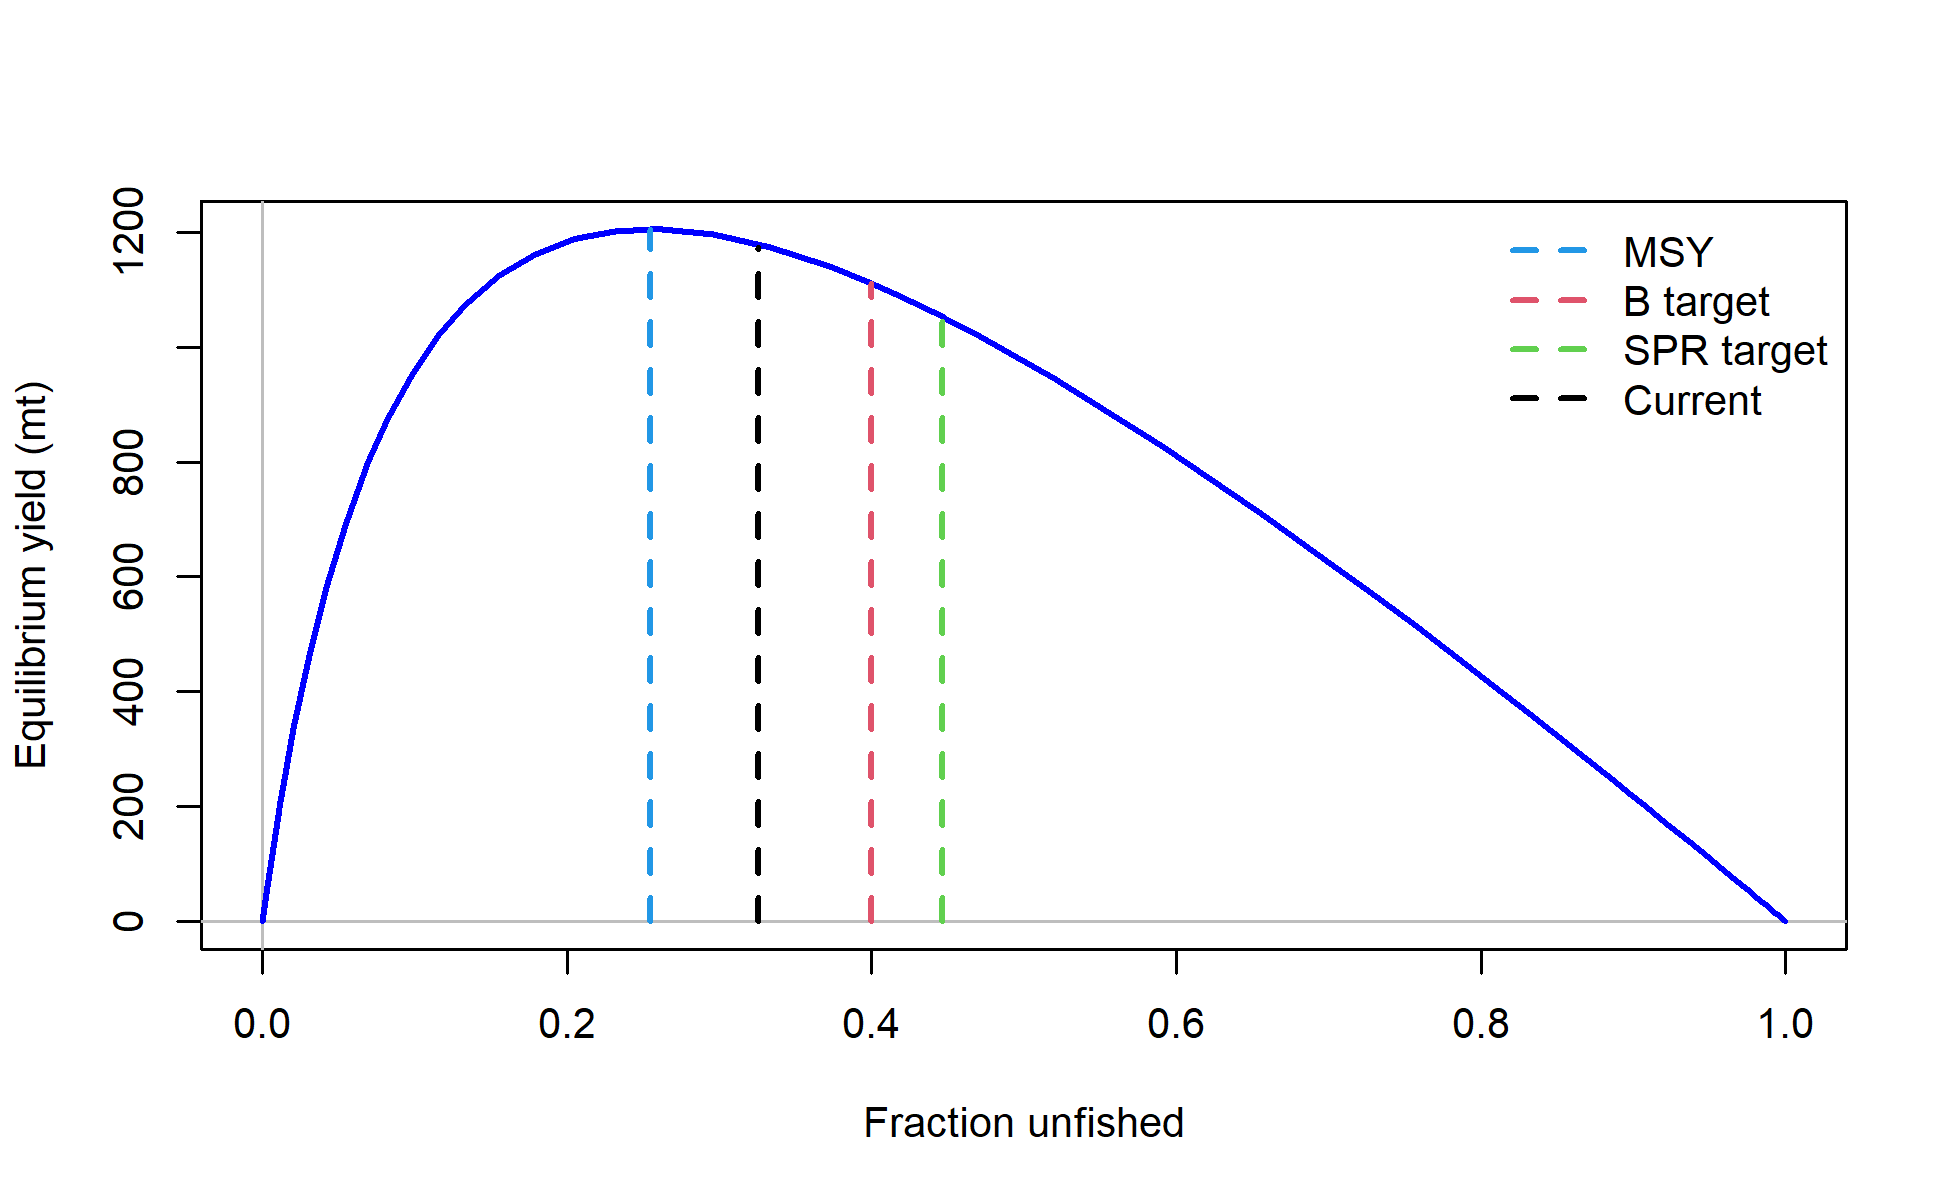 Equilibrium yield (mt)
1200
800
600
400
200
0
MSY
B target
SPR target
Current
0.0 0.2 0.4 0.6 0.8 1.0
Fraction unfished